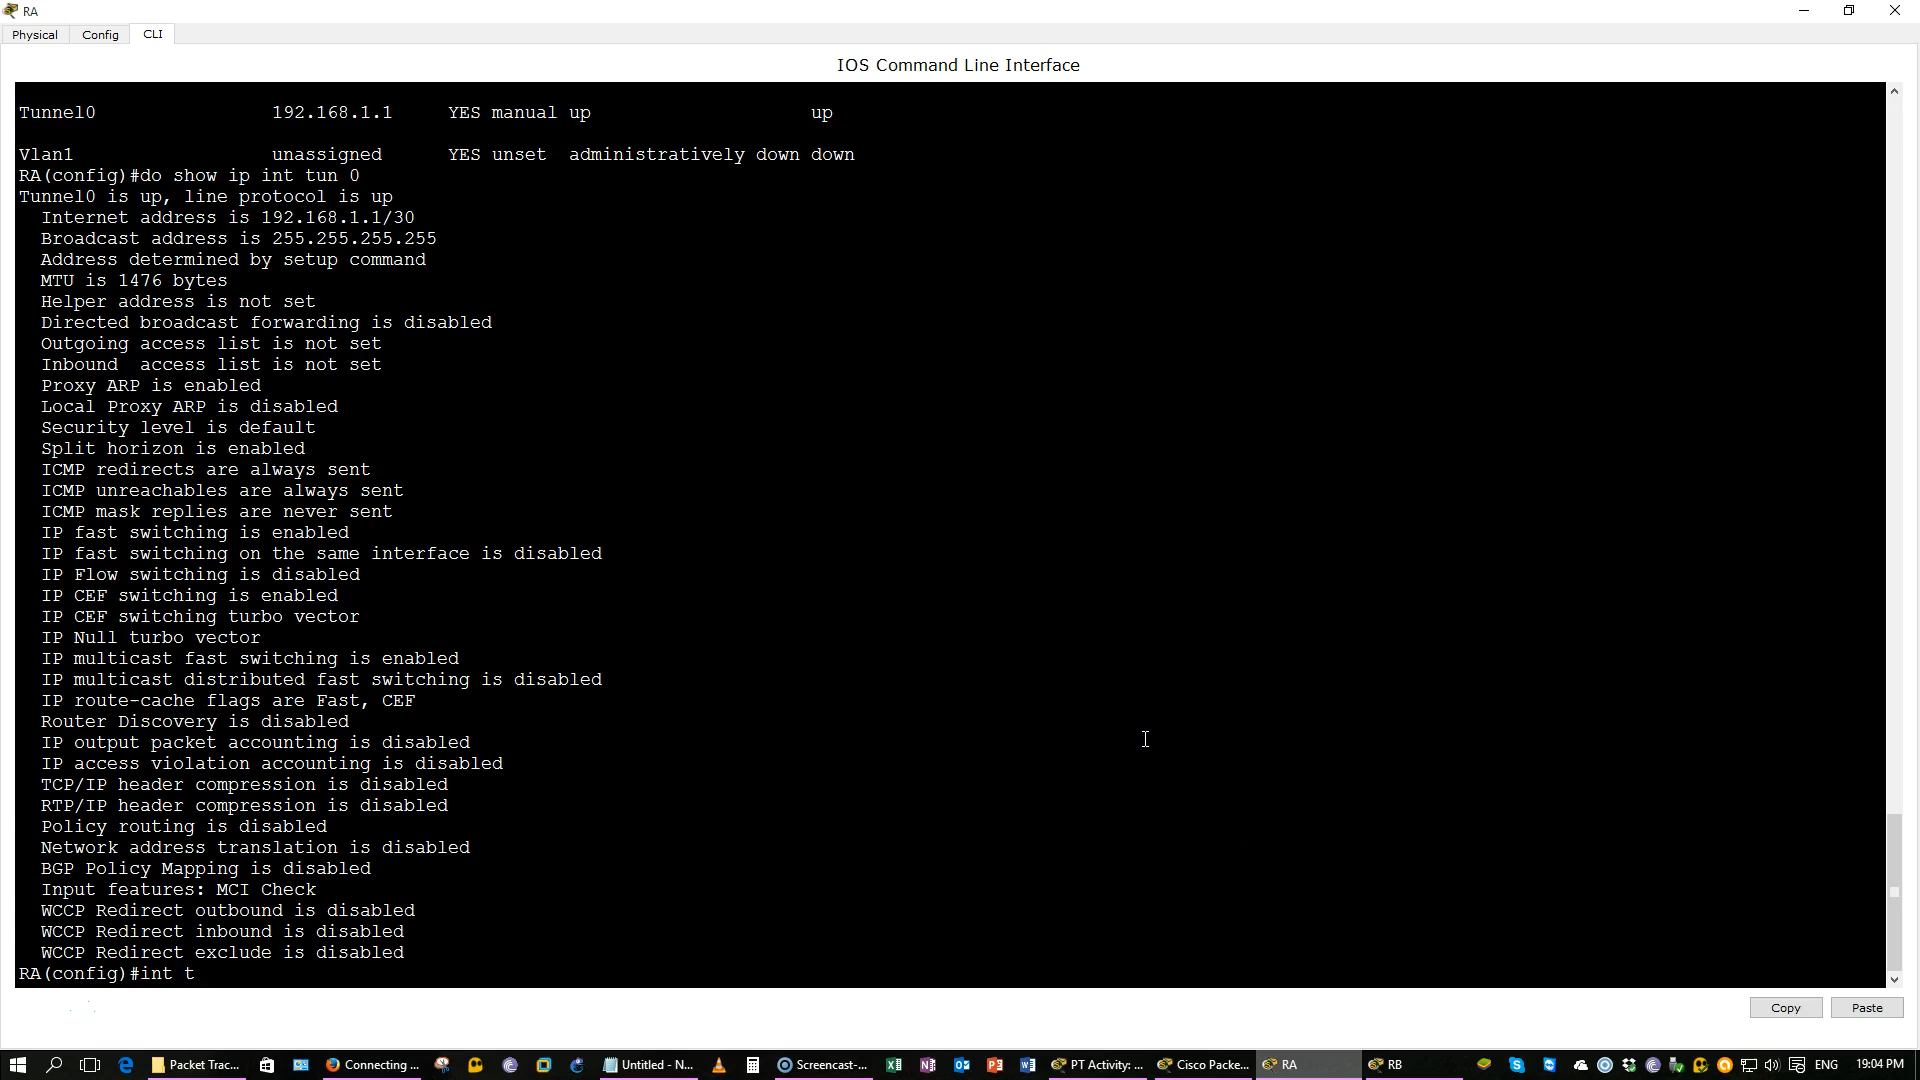 RA
Physical Config CLI
IOS Command Line Interface
Tunnel0 192.168.1.1 YES manual up up
Vlan1 unassigned YES unset administratively down down
RA(config)#do show ip int tun 0
Tunnel0 is up, line protocol is up
Internet address is 192.168.1.1/30
Broadcast address is 255.255.255.255
Address determined by setup command
MTU is 1476 bytes
Helper address is not set
Directed broadcast forwarding is disabled
Outgoing access list is not set
Inbound access list is not set
Proxy ARP is enabled
Local Proxy ARP is disabled
Security level is default
Split horizon is enabled
ICMP redirects are always sent
ICMP unreachables are always sent
ICMP mask replies are never sent
IP fast switching is enabled
IP fast switching on the same interface is disabled
IP Flow switching is disabled
IP CEF switching is enabled
IP CEF switching turbo vector
IP Null turbo vector
IP multicast fast switching is enabled
IP multicast distributed fast switching is disabled
IP route-cache flags are Fast, CEF
Router Discovery is disabled
IP output packet accounting is disabled
IP access violation accounting is disabled
TCP/IP header compression is disabled
RTP/IP header compression is disabled
Policy routing is disabled
Network address translation is disabled
BGP Policy Mapping is disabled
Input features: MCI Check
WCCP Redirect outbound is disabled
WCCP Redirect inbound is disabled
WCCP Redirect exclude is disabled
RA(config)#int t
Copy Paste
Packet Trac... Connecting ... Untitled - N... Screencast-... PT Activity: ... Cisco Packe... RA RB ENG 19:04 PM